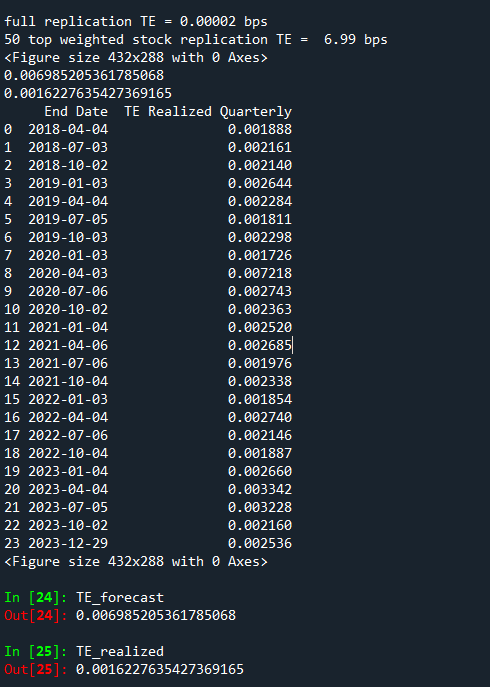 full replication TE = 0.00002 bps
50 top weighted stock replication TE =  6.99 bps
<Figure size 432x288 with 0 Axes>
0.006985205361785068
0.0016227635427369165
     End Date  TE Realized Quarterly
0  2018-04-04               0.001888
1  2018-07-03               0.002161
2  2018-10-02               0.002140
3  2019-01-03               0.002644
4  2019-04-04               0.002284
5  2019-07-05               0.001811
6  2019-10-03               0.002298
7  2020-01-03               0.001726
8  2020-04-03               0.007218
9  2020-07-06               0.002743
10 2020-10-02               0.002363
11 2021-01-04               0.002520
12 2021-04-06               0.002685
13 2021-07-06               0.001976
14 2021-10-04               0.002338
15 2022-01-03               0.001854
16 2022-04-04               0.002740
17 2022-07-06               0.002146
18 2022-10-04               0.001887
19 2023-01-04               0.002660
20 2023-04-04               0.003342
21 2023-07-05               0.003228
22 2023-10-02               0.002160
23 2023-12-29               0.002536
<Figure size 432x288 with 0 Axes>
In [24]: TE_forecast
Out[24]: 0.006985205361785068
In [25]: TE_realized
Out[25]: 0.0016227635427369165